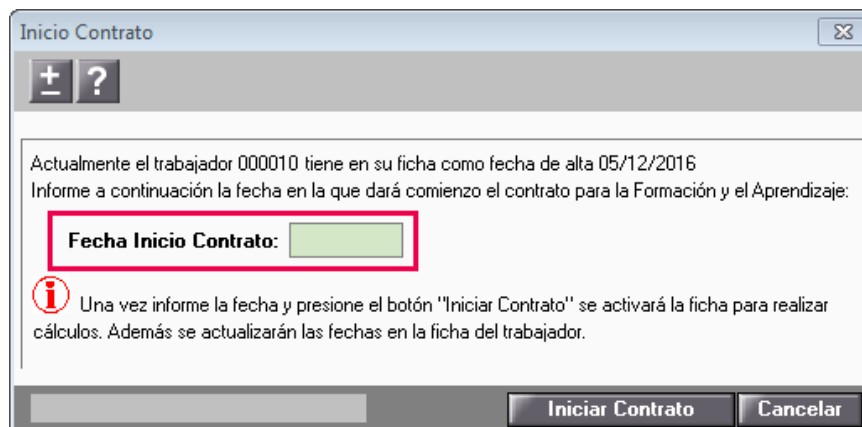 Inicio Contrato
Actualmente el trabajador 000010 tiene en su ficha como fecha de alta 05/12/2016
Informe a continuación la fecha en la que dará comienzo el contrato para la Formación y el Aprendizaje:
Fecha Inicio Contrato:
Una vez informe la fecha y presione el botón "Iniciar Contrato" se activará la ficha para realizar
cálculos. Además se actualizarán las fechas en la ficha del trabajador.
Iniciar Contrato Cancelar